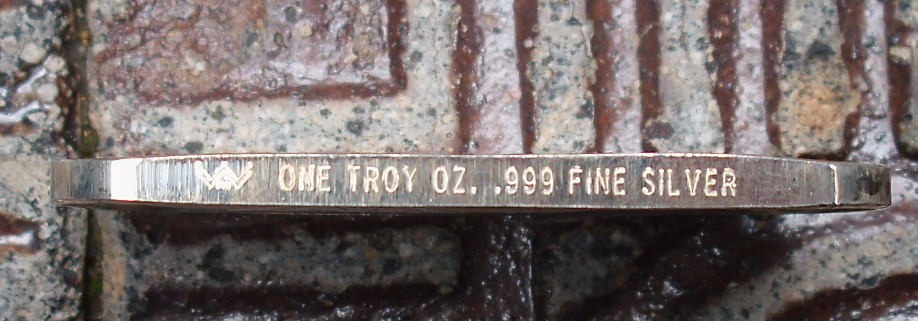 ONE TROY OZ. .999 FINE SILVER